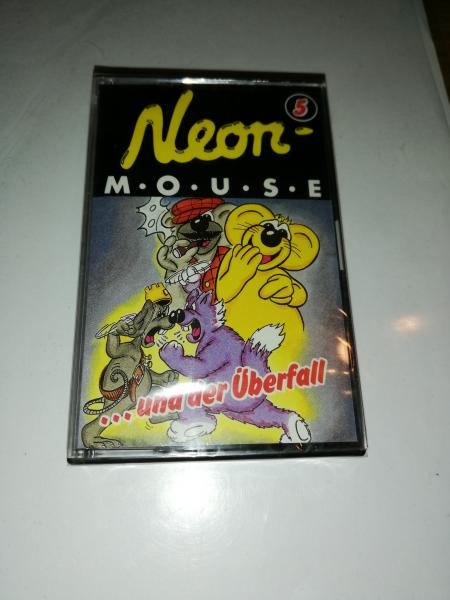 Neon-
5
M·O·U·S·E
...und der Überfall